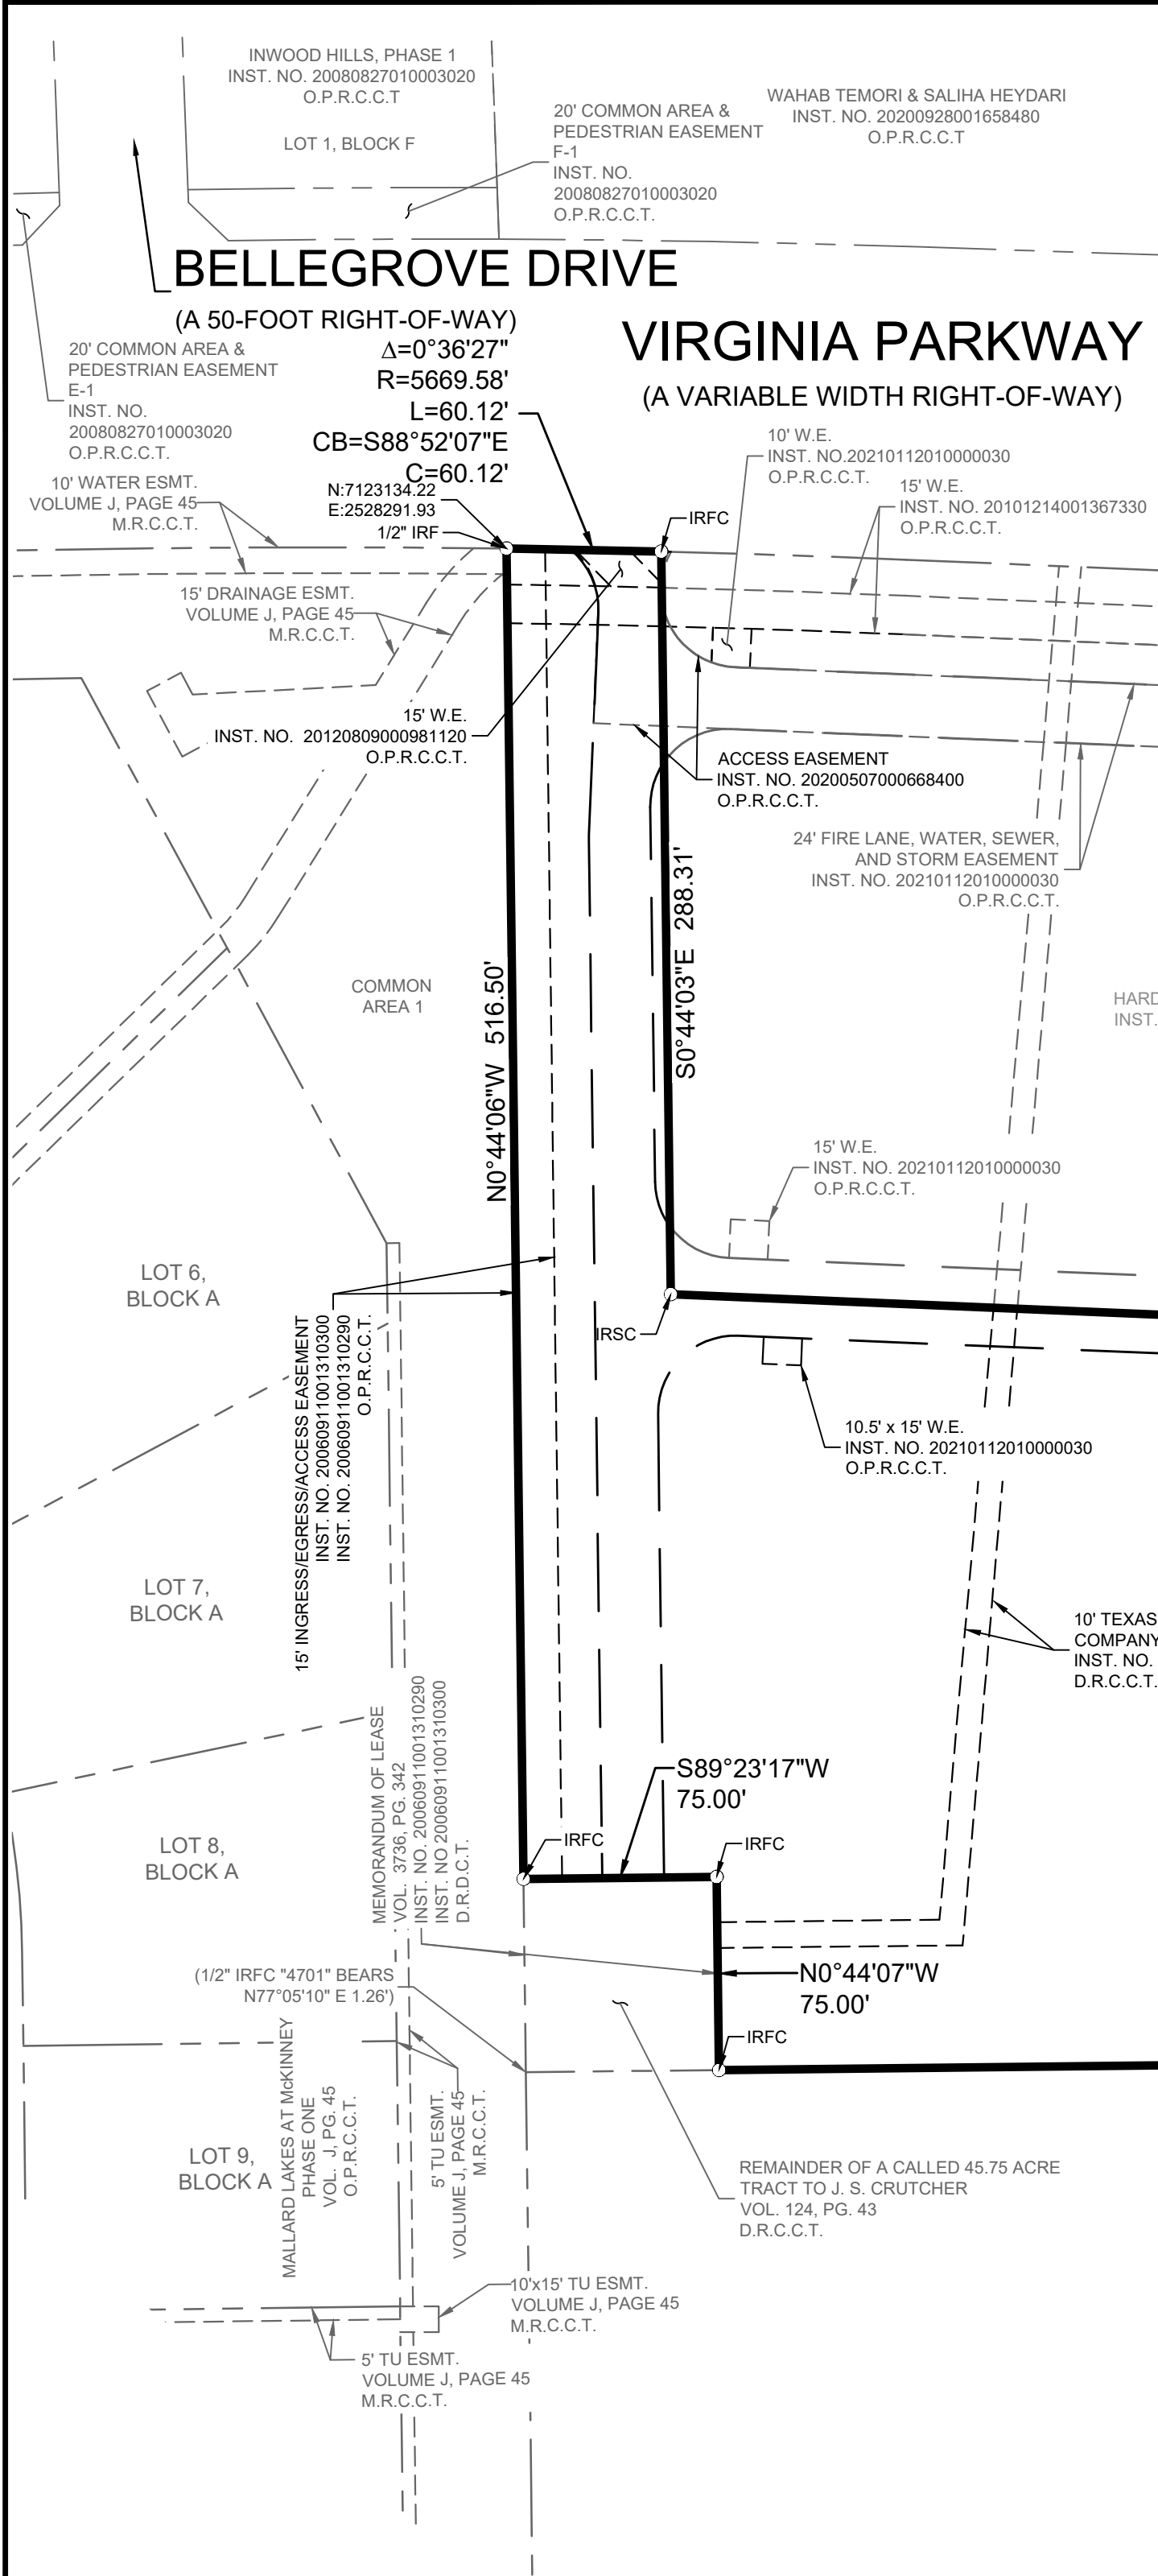 INWOOD HILLS, PHASE 1
INST. NO. 20080827010003020
O.P.R.C.C.T
LOT 1, BLOCK F
20' COMMON AREA &
PEDESTRIAN EASEMENT
F-1
INST. NO.
20080827010003020
O.P.R.C.C.T.
WAHAB TEMORI & SALIHA HEYDARI
INST. NO. 20200928001658480
O.P.R.C.C.T
BELLEGROVE DRIVE
(A 50-FOOT RIGHT-OF-WAY)
VIRGINIA PARKWAY
(A VARIABLE WIDTH RIGHT-OF-WAY)
20' COMMON AREA &
PEDESTRIAN EASEMENT
E-1
INST. NO.
20080827010003020
O.P.R.C.C.T.
Δ=0°36'27"
R=5669.58'
L=60.12'
CB=S88°52'07"E
C=60.12'
N:7123134.22
E:2528291.93
1/2" IRF
IRFC
10' W.E.
INST. NO.20210112010000030
O.P.R.C.C.T.
15' W.E.
INST. NO. 20101214001367330
O.P.R.C.C.T.
10' WATER ESMT.
VOLUME J, PAGE 45
M.R.C.C.T.
15' DRAINAGE ESMT.
VOLUME J, PAGE 45
M.R.C.C.T.
15' W.E.
INST. NO. 20120809000981120
O.P.R.C.C.T.
ACCESS EASEMENT
INST. NO. 20200507000668400
O.P.R.C.C.T.
24' FIRE LANE, WATER, SEWER,
AND STORM EASEMENT
INST. NO. 20210112010000030
O.P.R.C.C.T.
S0°44'03"E 288.31'
N0°44'06"W 516.50'
COMMON
AREA 1
HARD
INST.
15' W.E.
INST. NO. 20210112010000030
O.P.R.C.C.T.
LOT 6,
BLOCK A
15' INGRESS/EGRESS/ACCESS EASEMENT
INST. NO. 20060911001310300
INST. NO. 20060911001310290
O.P.R.C.C.T.
IRSC
10.5' x 15' W.E.
INST. NO. 20210112010000030
O.P.R.C.C.T.
LOT 7,
BLOCK A
10' TEXAS
COMPANY
INST. NO.
D.R.C.C.T.
MEMORANDUM OF LEASE
VOL. 3736, PG. 342
INST. NO. 20060911001310290
INST. NO 20060911001310300
D.R.D.C.T.
S89°23'17"W
75.00'
LOT 8,
BLOCK A
IRFC
IRFC
(1/2" IRFC "4701" BEARS
N77°05'10" E 1.26')
N0°44'07"W
75.00'
IRFC
MALLARD LAKES AT McKINNEY
PHASE ONE
VOL. J, PG. 45
O.P.R.C.C.T.
5' TU ESMT.
VOLUME J, PAGE 45
M.R.C.C.T.
LOT 9,
BLOCK A
REMAINDER OF A CALLED 45.75 ACRE
TRACT TO J. S. CRUTCHER
VOL. 124, PG. 43
D.R.C.C.T.
10'x15' TU ESMT.
VOLUME J, PAGE 45
M.R.C.C.T.
5' TU ESMT.
VOLUME J, PAGE 45
M.R.C.C.T.